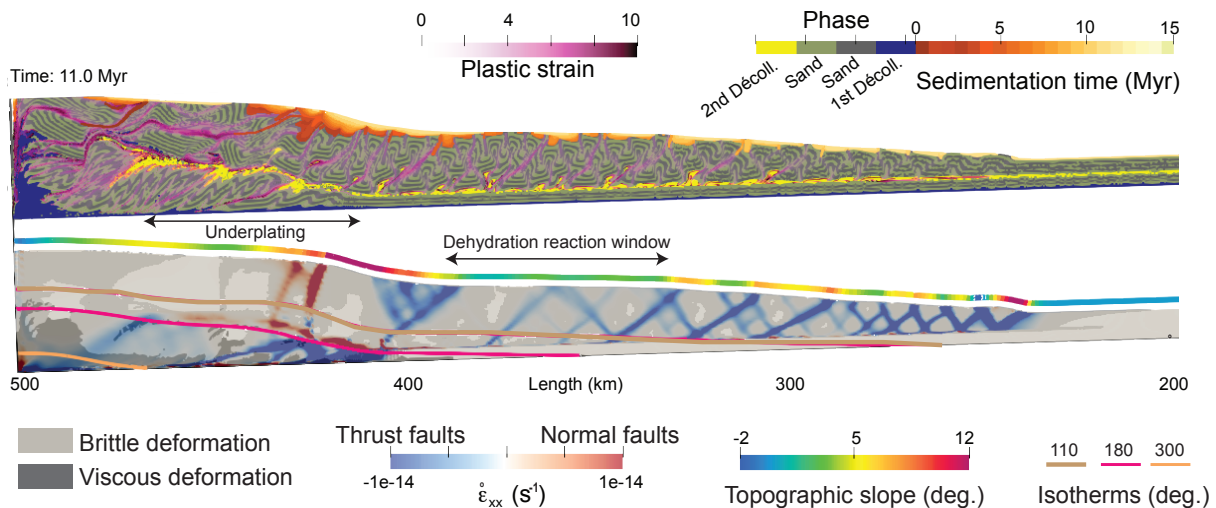 0 4 8 10
Plastic strain
Phase
0 5 10 15
2nd Décoll.
Sand
Sand
1st Décoll.
Sedimentation time (Myr)
Time: 11.0 Myr
Underplating
Dehydration reaction window
500 400 Length (km) 300 200
Brittle deformation
Viscous deformation
Thrust faults Normal faults
-1e-14 1e-14
ε̊xx (s-1)
-2 5 12
Topographic slope (deg.)
110 180 300
Isotherms (deg.)